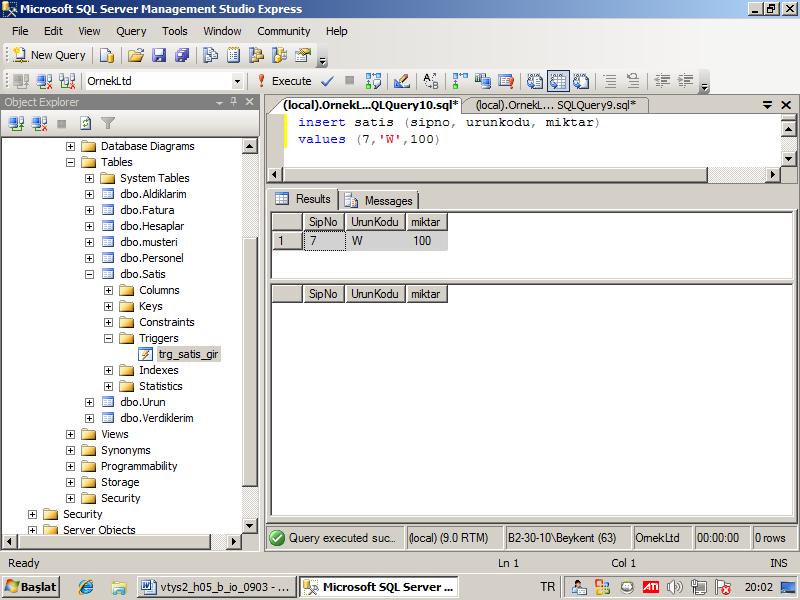 Microsoft SQL Server Management Studio Express
File Edit View Query Tools Window Community Help
New Query
OrnekLtd Execute
Object Explorer
Database Diagrams
Tables
System Tables
dbo.Aldiklarim
dbo.Fatura
dbo.Hesaplar
dbo.musteri
dbo.Personel
dbo.Satis
Columns
Keys
Constraints
Triggers
trg_satis_gir
Indexes
Statistics
dbo.Urun
dbo.Verdiklerim
Views
Synonyms
Programmability
Storage
Security
Security
Server Objects
(local).OrnekL...QLQuery10.sql* (local).OrnekL... SQLQuery9.sql*
insert satis (sipno, urunkodu, miktar)
values (7,'W',100)
Results Messages
SipNo UrunKodu miktar
1 7 W 100
SipNo UrunKodu miktar
Query executed suc... (local) (9.0 RTM) B2-30-10\Beykent (63) OrnekLtd 00:00:00 0 rows
Ready Ln 1 Col 1 INS
Başlat vtys2_h05_b_io_0903 - ... Microsoft SQL Server ... TR ATI 20:02